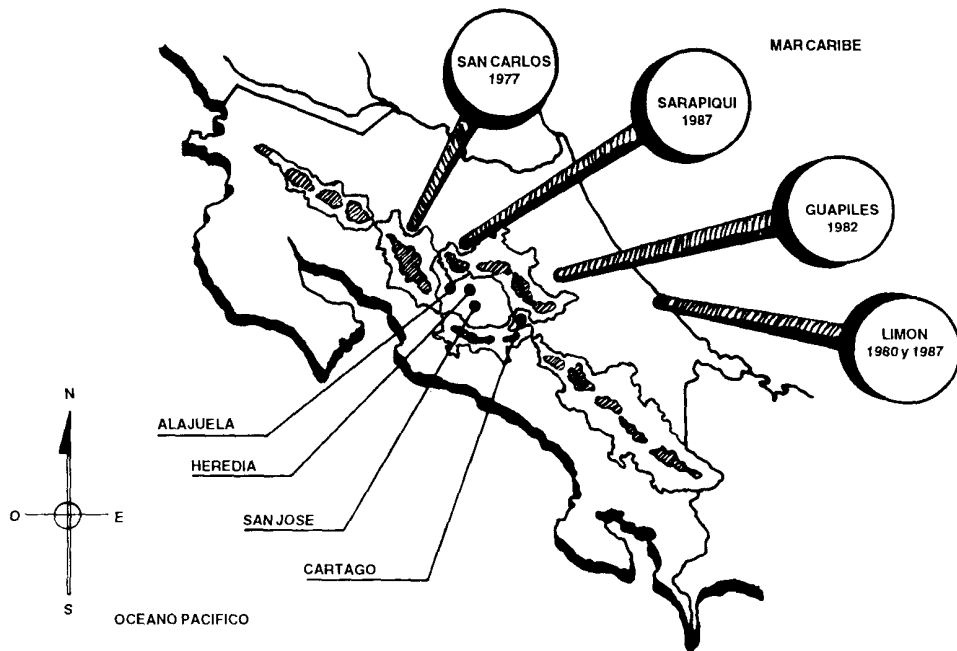 MAR CARIBE
SAN CARLOS
1977
SARAPIQUI
1987
GUAPILES
1982
LIMON
1980 y 1987
ALAJUELA
HEREDIA
SAN JOSE
CARTAGO
N
O
E
S
OCEANO PACIFICO